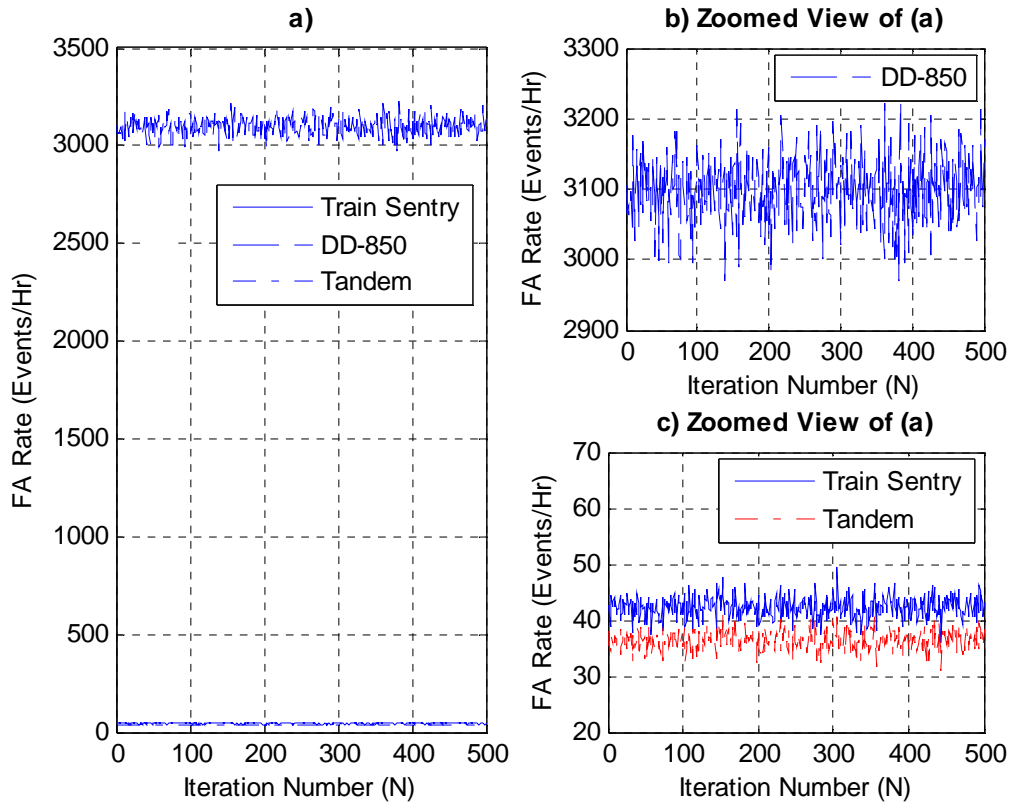 a)
3500
3000
2500
2000
1500
1000
500
0
0 100 200 300 400 500
FA Rate (Events/Hr)
Iteration Number (N)
Train Sentry
DD-850
Tandem
b) Zoomed View of (a)
3300
3200
3100
3000
2900
0 100 200 300 400 500
FA Rate (Events/Hr)
Iteration Number (N)
DD-850
c) Zoomed View of (a)
70
60
50
40
30
20
0 100 200 300 400 500
FA Rate (Events/Hr)
Iteration Number (N)
Train Sentry
Tandem